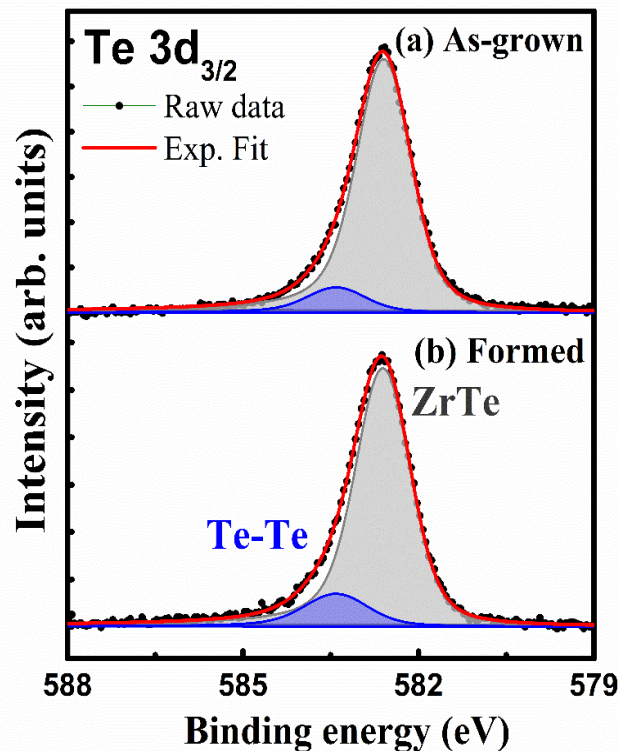 Te 3d3/2
(a) As-grown
Raw data
Exp. Fit
(b) Formed
ZrTe
Te-Te
Intensity (arb. units)
588 585 582 579
Binding energy (eV)